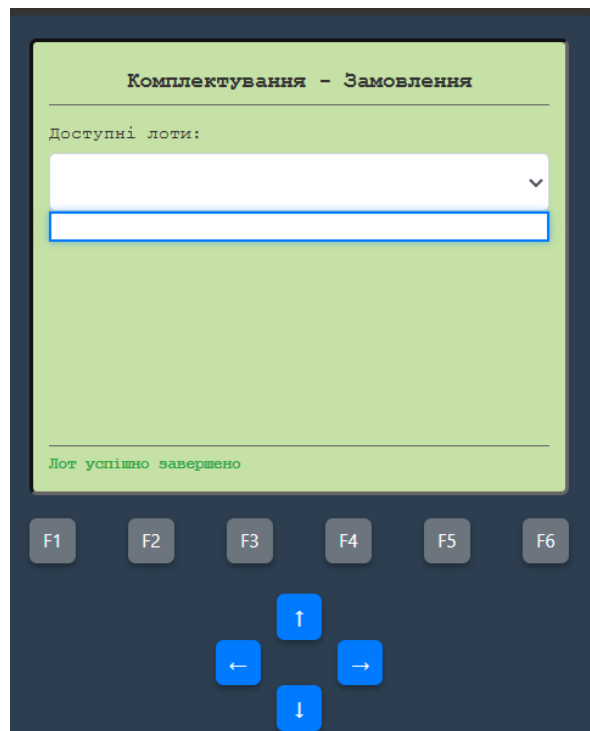 Комплектування - Замовлення
Доступні лоти:
Лот успішно завершено
F1 F2 F3 F4 F5 F6
↑
← →
↓